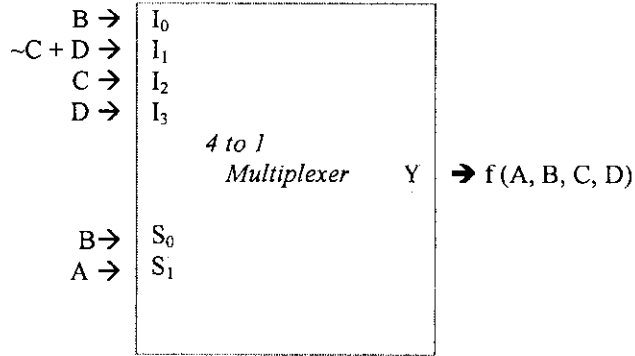 B → I₀
~C + D → I₁
C → I₂
D → I₃
4 to 1
Multiplexer Y → f (A, B, C, D)
B → S₀
A → S₁